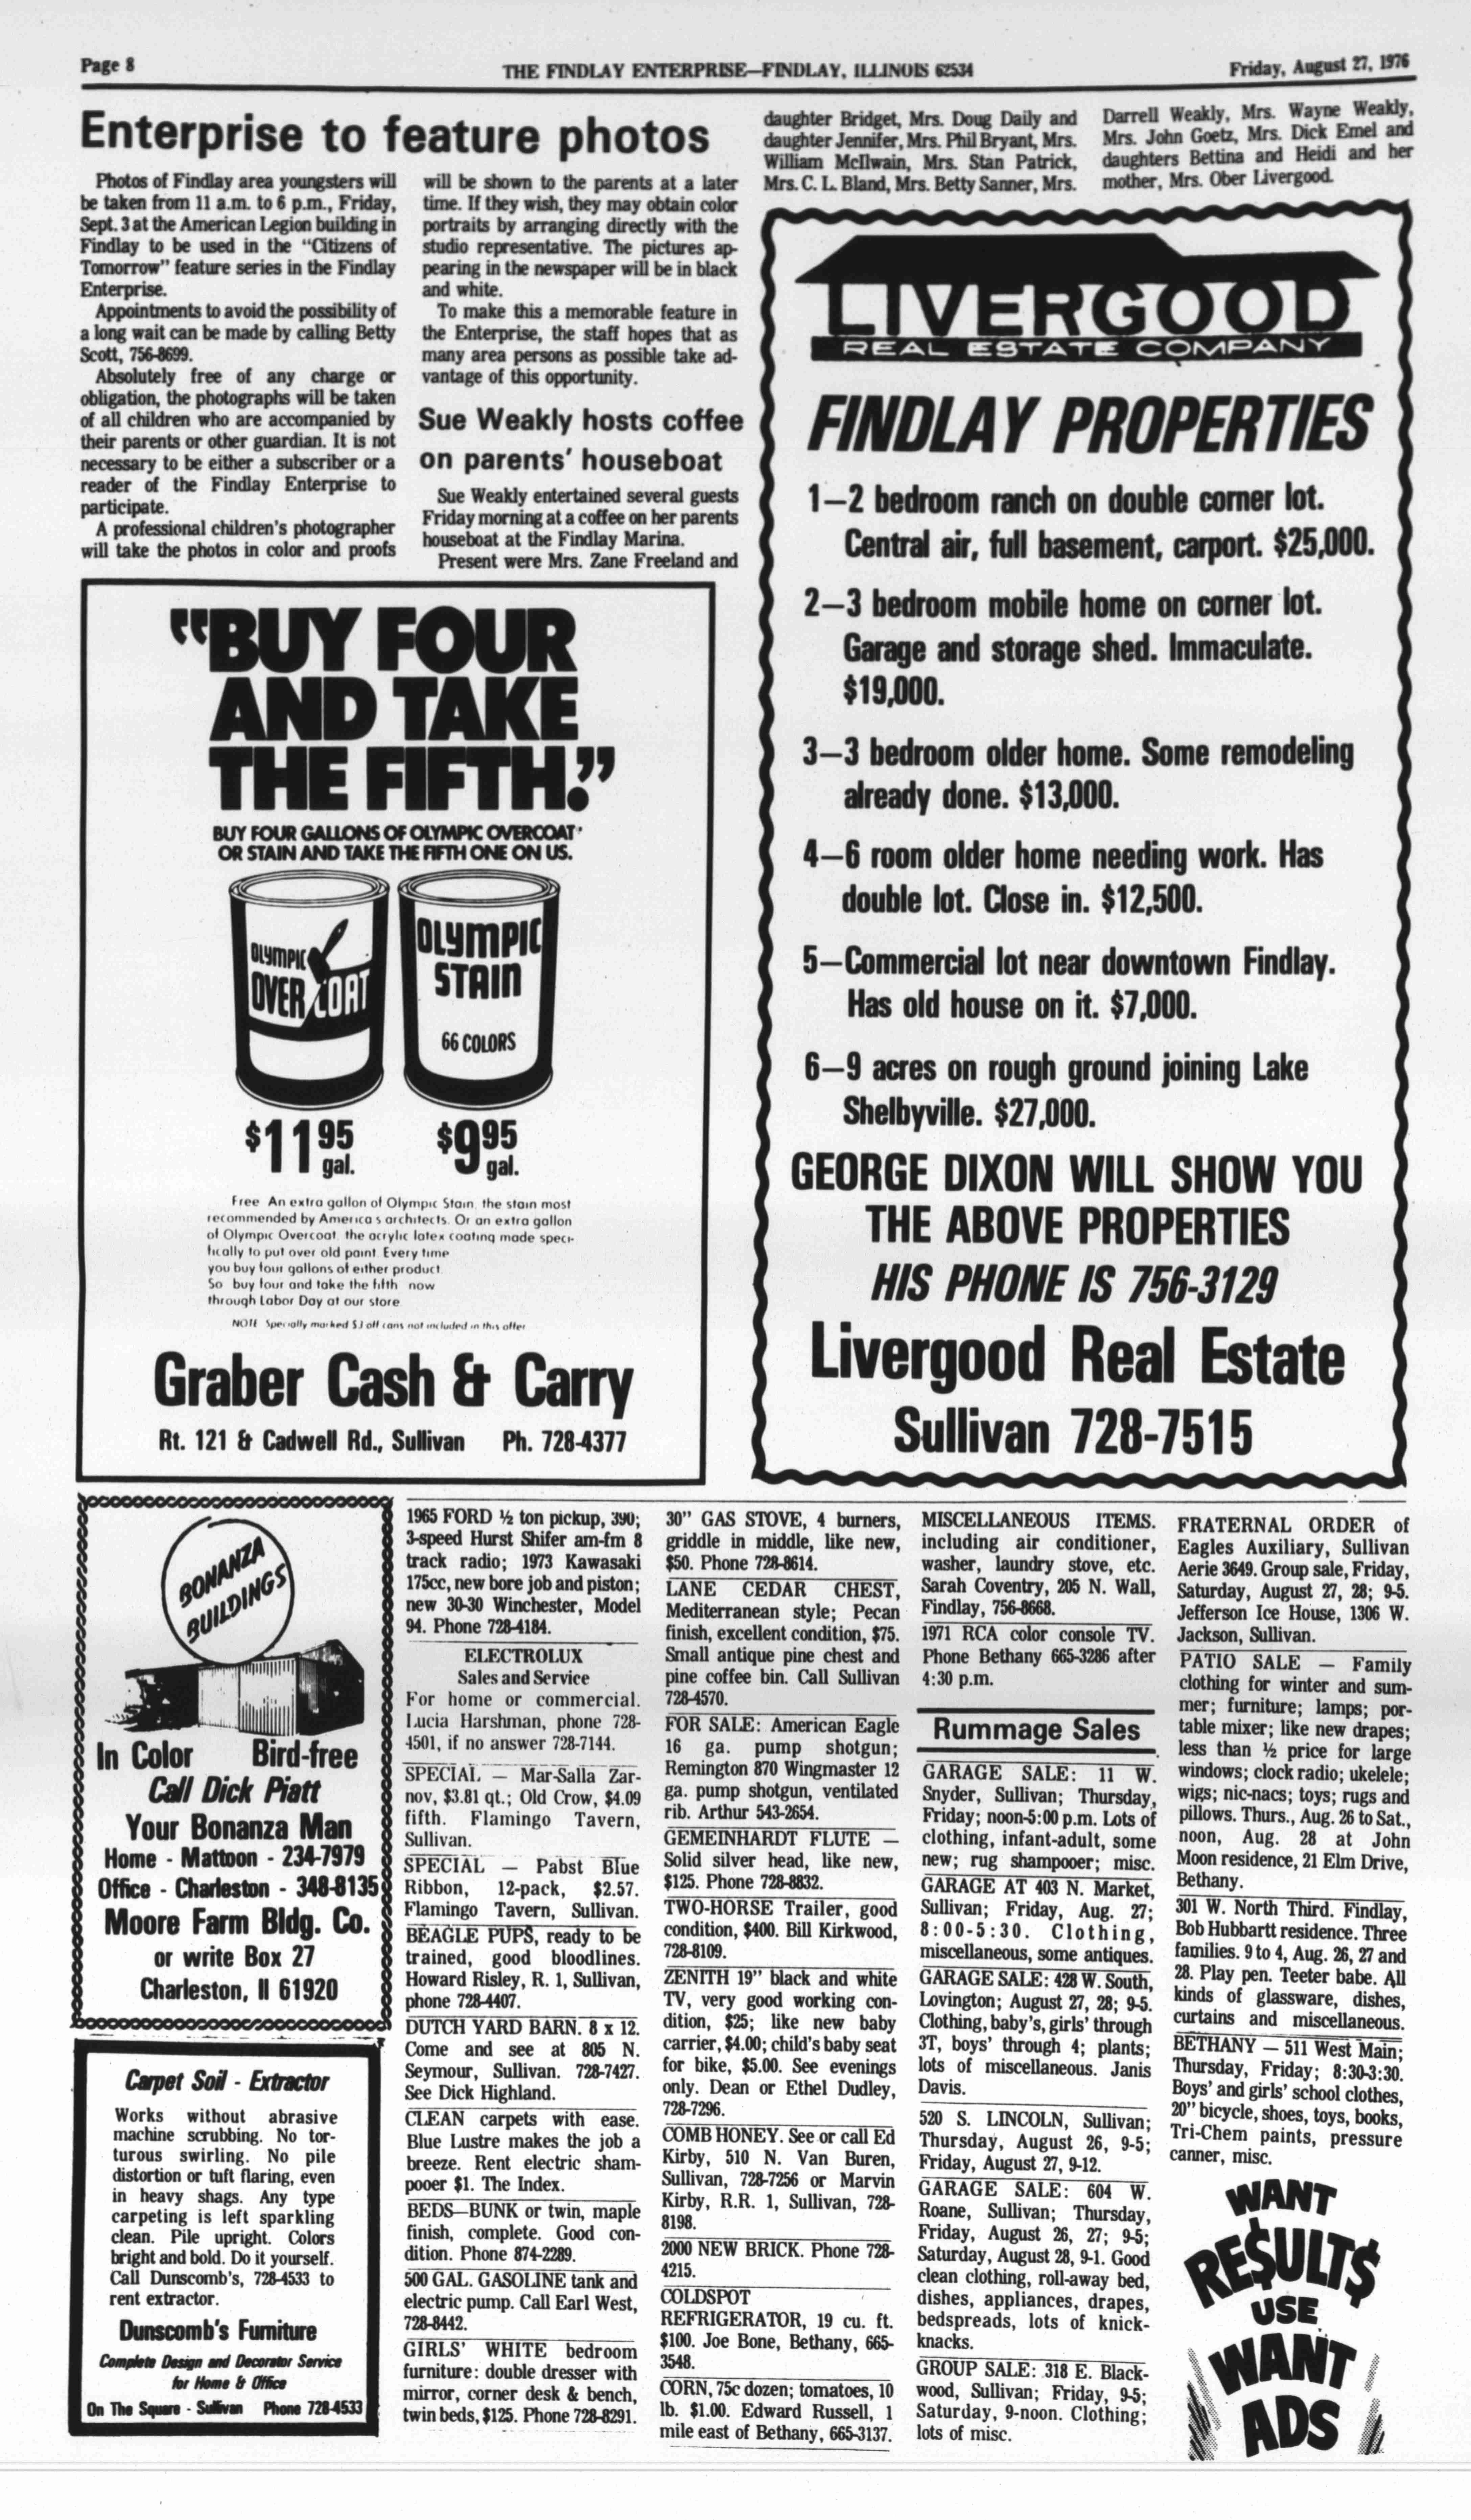 Page 8
THE FINDLAY ENTERPRISE—FINDLAY, ILLINOIS 62534
Friday, August 27, 1976
Enterprise to feature photos
Photos of Findlay area youngsters will
be taken from 11 a.m. to 6 p.m., Friday,
Sept. 3 at the American Legion building in
Findlay to be used in the "Citizens of
Tomorrow" feature series in the Findlay
Enterprise.
Appointments to avoid the possibility of
a long wait can be made by calling Betty
Scott, 756-8699.
Absolutely free of any charge or
obligation, the photographs will be taken
of all children who are accompanied by
their parents or other guardian. It is not
necessary to be either a subscriber or a
reader of the Findlay Enterprise to
participate.
A professional children's photographer
will take the photos in color and proofs
will be shown to the parents at a later
time. If they wish, they may obtain color
portraits by arranging directly with the
studio representative. The pictures ap-
pearing in the newspaper will be in black
and white.
To make this a memorable feature in
the Enterprise, the staff hopes that as
many area persons as possible take ad-
vantage of this opportunity.
Sue Weakly hosts coffee
on parents' houseboat
Sue Weakly entertained several guests
Friday morning at a coffee on her parents
houseboat at the Findlay Marina.
Present were Mrs. Zane Freeland and
daughter Bridget, Mrs. Doug Daily and
daughter Jennifer, Mrs. Phil Bryant, Mrs.
William McIlwain, Mrs. Stan Patrick,
Mrs. C. L. Bland, Mrs. Betty Sanner, Mrs.
Darrell Weakly, Mrs. Wayne Weakly,
Mrs. John Goetz, Mrs. Dick Emel and
daughters Bettina and Heidi and her
mother, Mrs. Ober Livergood.
"BUY FOUR
AND TAKE
THE FIFTH."
BUY FOUR GALLONS OF OLYMPIC OVERCOAT
OR STAIN AND TAKE THE FIFTH ONE ON US.
OLYMPIC
OVERCOAT
OLYMPIC
STAIN
66 COLORS
$11.95 gal.
$9.95 gal.
Free An extra gallon of Olympic Stain, the stain most
recommended by America's architects. Or an extra gallon
of Olympic Overcoat, the acrylic latex coating made speci-
fically to put over old paint. Every time
you buy four gallons of either product.
So buy four and take the fifth now
through Labor Day at our store.
NOTE Specially marked $3 off cans not included in this offer
Graber Cash & Carry
Rt. 121 & Cadwell Rd., Sullivan Ph. 728-4377
LIVERGOOD
REAL ESTATE COMPANY
FINDLAY PROPERTIES
1—2 bedroom ranch on double corner lot.
Central air, full basement, carport. $25,000.
2—3 bedroom mobile home on corner lot.
Garage and storage shed. Immaculate.
$19,000.
3—3 bedroom older home. Some remodeling
already done. $13,000.
4—6 room older home needing work. Has
double lot. Close in. $12,500.
5—Commercial lot near downtown Findlay.
Has old house on it. $7,000.
6—9 acres on rough ground joining Lake
Shelbyville. $27,000.
GEORGE DIXON WILL SHOW YOU
THE ABOVE PROPERTIES
HIS PHONE IS 756-3129
Livergood Real Estate
Sullivan 728-7515
BONANZA
BUILDINGS
In Color Bird-free
Call Dick Piatt
Your Bonanza Man
Home - Mattoon - 234-7979
Office - Charleston - 348-8135
Moore Farm Bldg. Co.
or write Box 27
Charleston, Il 61920
Carpet Soil - Extractor
Works without abrasive
machine scrubbing. No tor-
turous swirling. No pile
distortion or tuft flaring, even
in heavy shags. Any type
carpeting is left sparkling
clean. Pile upright. Colors
bright and bold. Do it yourself.
Call Dunscomb's, 728-4533 to
rent extractor.
Dunscomb's Furniture
Complete Design and Decorator Service
for Home & Office
On The Square - Sullivan Phone 728-4533
1965 FORD ½ ton pickup, 390;
3-speed Hurst Shifer am-fm 8
track radio; 1973 Kawasaki
175cc, new bore job and piston;
new 30-30 Winchester, Model
94. Phone 728-4184.
ELECTROLUX
Sales and Service
For home or commercial.
Lucia Harshman, phone 728-
4501, if no answer 728-7144.
SPECIAL — Mar-Salla Zar-
nov, $3.81 qt.; Old Crow, $4.09
fifth. Flamingo Tavern,
Sullivan.
SPECIAL — Pabst Blue
Ribbon, 12-pack, $2.57.
Flamingo Tavern, Sullivan.
BEAGLE PUPS, ready to be
trained, good bloodlines.
Howard Risley, R. 1, Sullivan,
phone 728-4407.
DUTCH YARD BARN. 8 x 12.
Come and see at 805 N.
Seymour, Sullivan. 728-7427.
See Dick Highland.
CLEAN carpets with ease.
Blue Lustre makes the job a
breeze. Rent electric sham-
pooer $1. The Index.
BEDS—BUNK or twin, maple
finish, complete. Good con-
dition. Phone 874-2289.
500 GAL. GASOLINE tank and
electric pump. Call Earl West,
728-8442.
GIRLS' WHITE bedroom
furniture: double dresser with
mirror, corner desk & bench,
twin beds, $125. Phone 728-8291.
30" GAS STOVE, 4 burners,
griddle in middle, like new,
$50. Phone 728-8614.
LANE CEDAR CHEST,
Mediterranean style; Pecan
finish, excellent condition, $75.
Small antique pine chest and
pine coffee bin. Call Sullivan
728-4570.
FOR SALE: American Eagle
16 ga. pump shotgun;
Remington 870 Wingmaster 12
ga. pump shotgun, ventilated
rib. Arthur 543-2654.
GEMEINHARDT FLUTE —
Solid silver head, like new,
$125. Phone 728-8832.
TWO-HORSE Trailer, good
condition, $400. Bill Kirkwood,
728-8109.
ZENITH 19" black and white
TV, very good working con-
dition, $25; like new baby
carrier, $4.00; child's baby seat
for bike, $5.00. See evenings
only. Dean or Ethel Dudley,
728-7296.
COMB HONEY. See or call Ed
Kirby, 510 N. Van Buren,
Sullivan, 728-7256 or Marvin
Kirby, R.R. 1, Sullivan, 728-
8198.
2000 NEW BRICK. Phone 728-
4215.
COLDSPOT
REFRIGERATOR, 19 cu. ft.
$100. Joe Bone, Bethany, 665-
3548.
CORN, 75c dozen; tomatoes, 10
lb. $1.00. Edward Russell, 1
mile east of Bethany, 665-3137.
MISCELLANEOUS ITEMS.
including air conditioner,
washer, laundry stove, etc.
Sarah Coventry, 205 N. Wall,
Findlay, 756-8668.
1971 RCA color console TV.
Phone Bethany 665-3286 after
4:30 p.m.
Rummage Sales
GARAGE SALE: 11 W.
Snyder, Sullivan; Thursday,
Friday; noon-5:00 p.m. Lots of
clothing, infant-adult, some
new; rug shampooer; misc.
GARAGE AT 403 N. Market,
Sullivan; Friday, Aug. 27;
8:00-5:30. Clothing,
miscellaneous, some antiques.
GARAGE SALE: 428 W. South,
Lovington; August 27, 28; 9-5.
Clothing, baby's, girls' through
3T, boys' through 4; plants;
lots of miscellaneous. Janis
Davis.
520 S. LINCOLN, Sullivan;
Thursday, August 26, 9-5;
Friday, August 27, 9-12.
GARAGE SALE: 604 W.
Roane, Sullivan; Thursday,
Friday, August 26, 27; 9-5;
Saturday, August 28, 9-1. Good
clean clothing, roll-away bed,
dishes, appliances, drapes,
bedspreads, lots of knick-
knacks.
GROUP SALE: 318 E. Black-
wood, Sullivan; Friday, 9-5;
Saturday, 9-noon. Clothing;
lots of misc.
FRATERNAL ORDER of
Eagles Auxiliary, Sullivan
Aerie 3649. Group sale, Friday,
Saturday, August 27, 28; 9-5.
Jefferson Ice House, 1306 W.
Jackson, Sullivan.
PATIO SALE — Family
clothing for winter and sum-
mer; furniture; lamps; por-
table mixer; like new drapes;
less than ½ price for large
windows; clock radio; ukelele;
wigs; nic-nacs; toys; rugs and
pillows. Thurs., Aug. 26 to Sat.,
noon, Aug. 28 at John
Moon residence, 21 Elm Drive,
Bethany.
301 W. North Third. Findlay,
Bob Hubbartt residence. Three
families. 9 to 4, Aug. 26, 27 and
28. Play pen. Teeter babe. All
kinds of glassware, dishes,
curtains and miscellaneous.
BETHANY — 511 West Main;
Thursday, Friday; 8:30-3:30.
Boys' and girls' school clothes,
20" bicycle, shoes, toys, books,
Tri-Chem paints, pressure
canner, misc.
WANT
RE$ULT$
USE
WANT
ADS